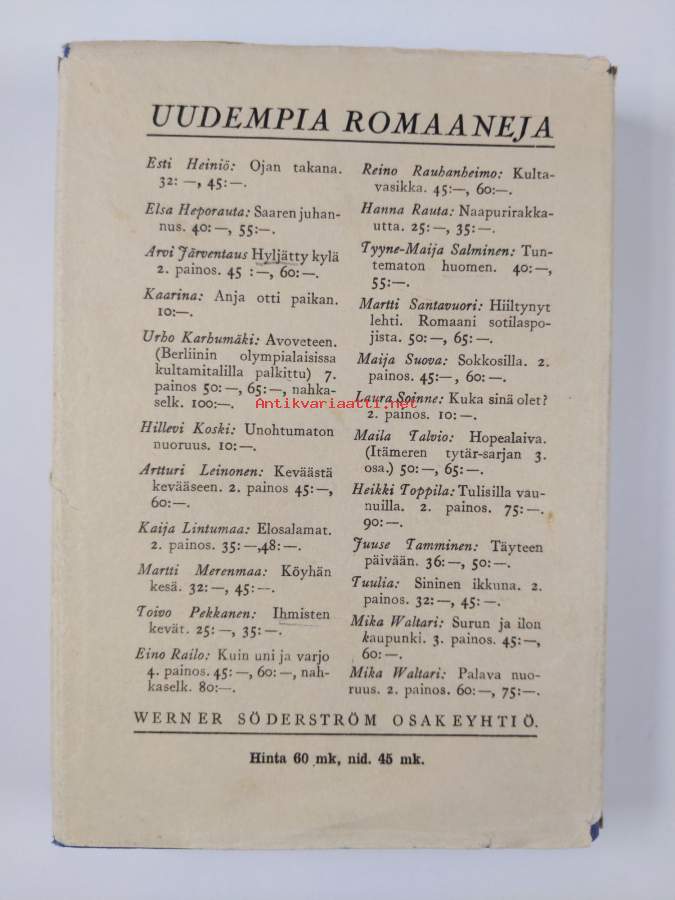 UUDEMPIA ROMAANEJA
Esti Heiniö: Ojan takana.
32: —, 45: —.
Elsa Heporauta: Saaren juhan-
nus. 40: —, 55: —.
Arvi Järventaus Hyljätty kylä
2. painos. 45 : —, 60: —.
Kaarina: Anja otti paikan.
10: —.
Urho Karhumäki: Avoveteen.
(Berliinin olympialaisissa
kultamitalilla palkittu) 7.
painos 50: —, 65: —, nahka-
selk. 100: —.
Hillevi Koski: Unohtumaton
nuoruus. 10: —.
Artturi Leinonen: Keväästä
kevääseen. 2. painos 45: —,
60: —.
Kaija Lintumaa: Elosalamat.
2. painos. 35: —,48: —.
Martti Merenmaa: Köyhän
kesä. 32: —, 45: —.
Toivo Pekkanen: Ihmisten
kevät. 25: —, 35: —.
Eino Railo: Kuin uni ja varjo
4. painos. 45: —, 60: —, nah-
kaselk. 80: —.
Reino Rauhanheimo: Kulta-
vasikka. 45: —, 60: —.
Hanna Rauta: Naapurirakka-
utta. 25: —, 35: —.
Tyyne-Maija Salminen: Tun-
tematon huomen. 40: —,
55: —.
Martti Santavuori: Hiiltynyt
lehti. Romaani sotilaspo-
jista. 50: —, 65: —.
Maija Suova: Sokkosilla. 2.
painos. 45: —, 60: —.
Laura Soinne: Kuka sinä olet?
2. painos. 10: —.
Maila Talvio: Hopealaiva.
(Itämeren tytär-sarjan 3.
osa.) 50: —, 65: —.
Heikki Toppila: Tulisilla vau-
nuilla. 2. painos. 75: —.
90: —.
Juuse Tamminen: Täyteen
päivään. 36: —, 50: —.
Tuulia: Sininen ikkuna. 2.
painos. 32: —, 45: —.
Mika Waltari: Surun ja ilon
kaupunki. 3. painos. 45: —,
60: —.
Mika Waltari: Palava nuo-
ruus. 2. painos. 60: —, 75: —.
WERNER SÖDERSTRÖM OSAKEYHTIÖ.
Hinta 60 mk, nid. 45 mk.
Antikvariaatti.net